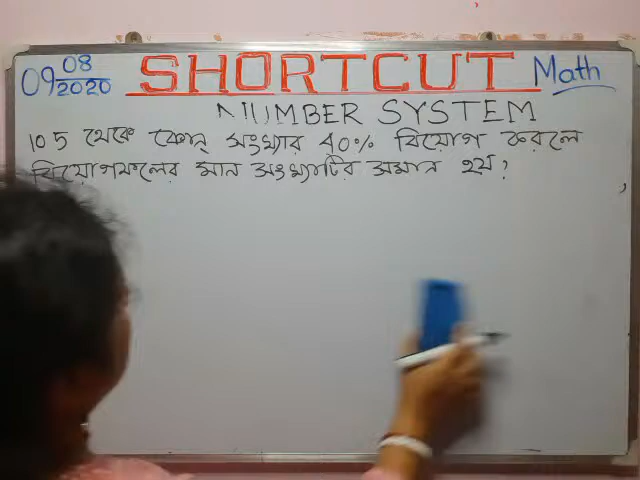 09 08/2020 SHORTCUT Math
NUMBER SYSTEM
105 থেকে কোন্ সংখ্যার 40% বিয়োগ করলে
বিয়োগফলের মান সংখ্যাটির সমান হয়?